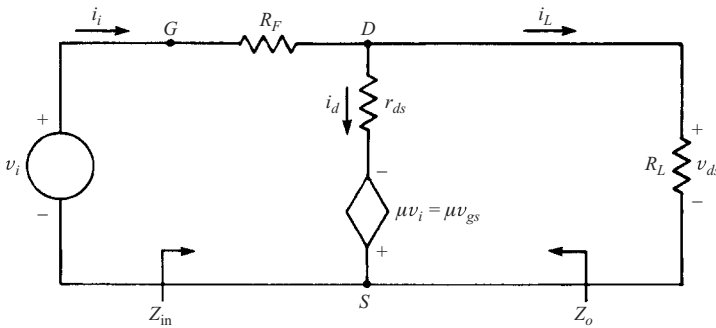 i_i
G
R_F
D
i_L
i_d
r_ds
+
v_i
−
−
μv_i = μv_gs
+
+
R_L
v_ds
−
S
Z_in
Z_o